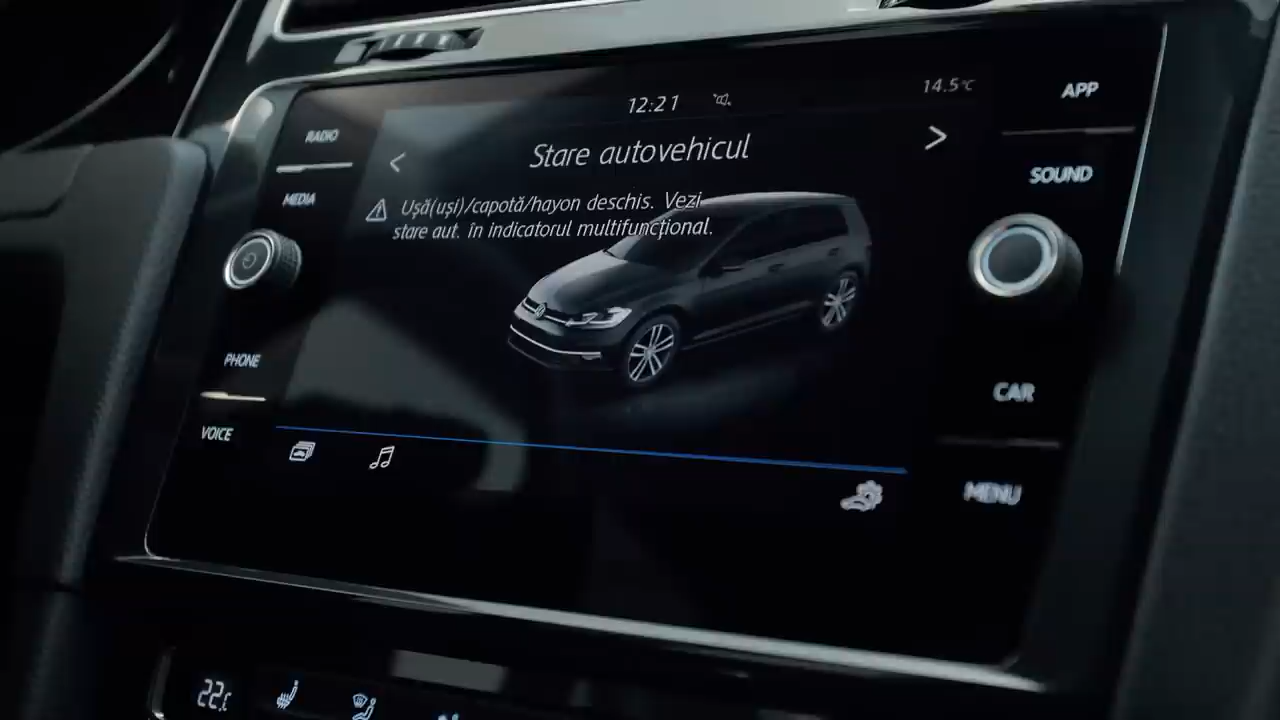 12:21
14.5°C
APP
RADIO
Stare autovehicul
SOUND
MEDIA
Ușă(uși)/capotă/hayon deschis. Vezi
stare aut. în indicatorul multifuncțional.
PHONE
CAR
VOICE
MENU
22°C